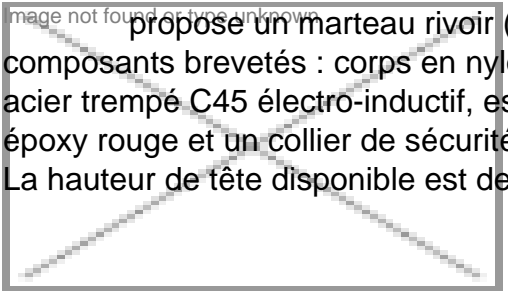 Image not found or type unknown
propose un marteau rivoir (
composants brevetés : corps en nyl
acier trempé C45 électro-inductif, es
époxy rouge et un collier de sécurité
La hauteur de tête disponible est de